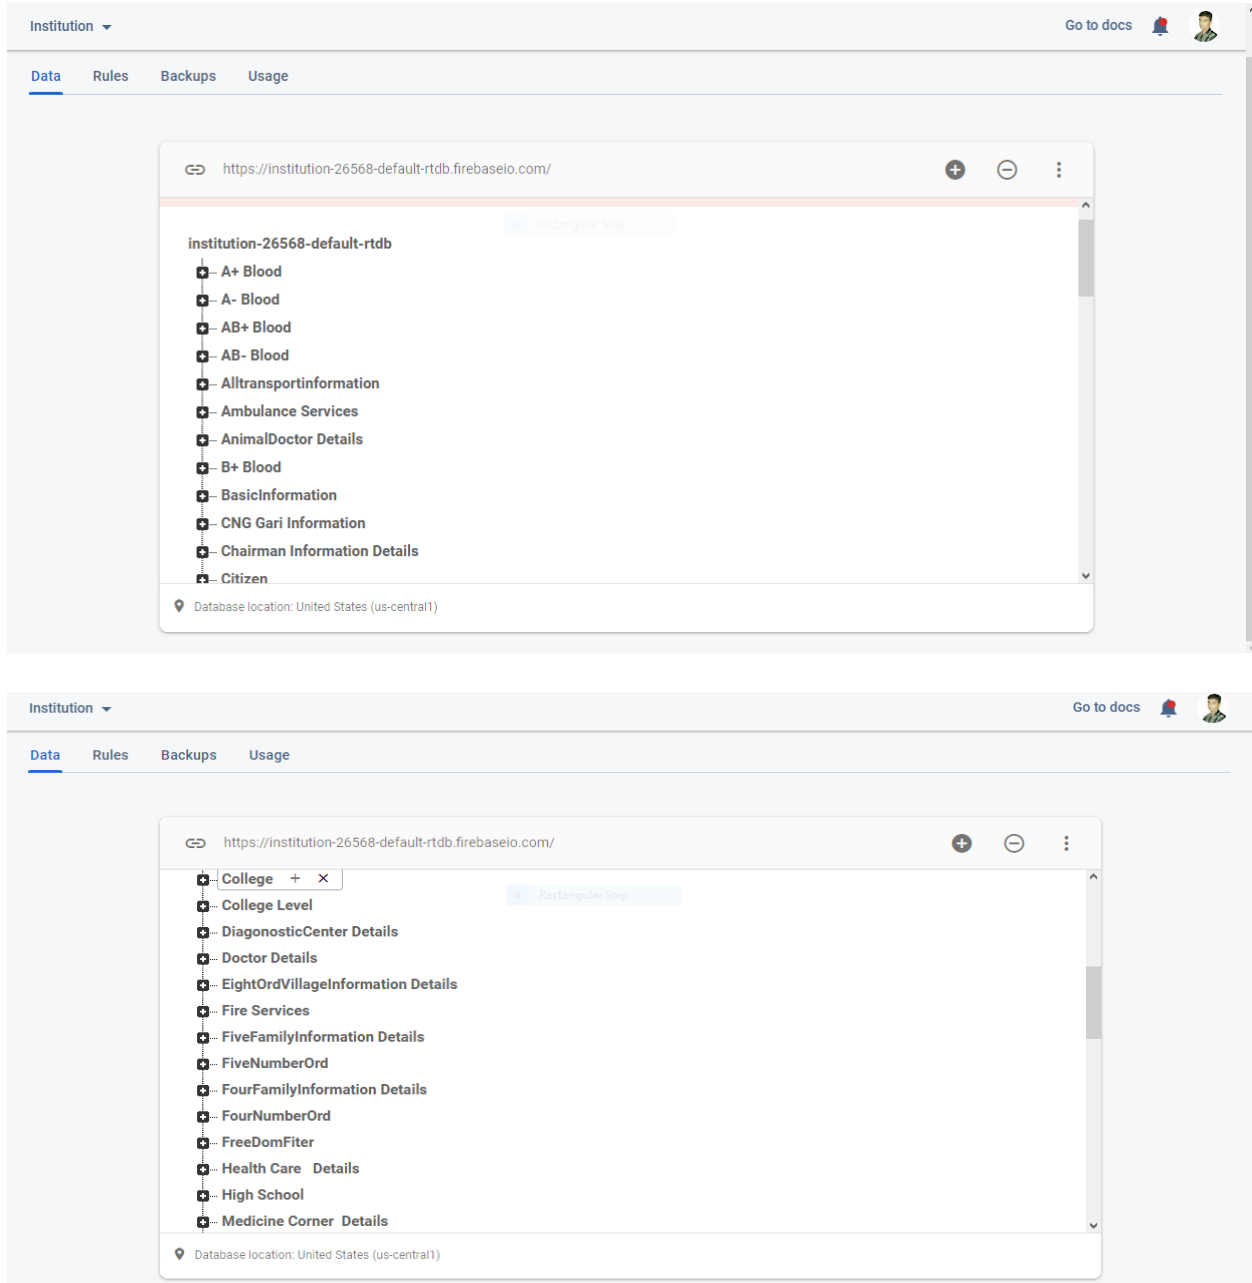 Institution
Go to docs
Data Rules Backups Usage
https://institution-26568-default-rtdb.firebaseio.com/
Rectangular Snip
institution-26568-default-rtdb
A+ Blood
A- Blood
AB+ Blood
AB- Blood
Alltransportinformation
Ambulance Services
AnimalDoctor Details
B+ Blood
BasicInformation
CNG Gari Information
Chairman Information Details
Citizen
Database location: United States (us-central1)
Institution
Go to docs
Data Rules Backups Usage
https://institution-26568-default-rtdb.firebaseio.com/
College + ×
Rectangular Snip
College Level
DiagonosticCenter Details
Doctor Details
EightOrdVillageInformation Details
Fire Services
FiveFamilyInformation Details
FiveNumberOrd
FourFamilyInformation Details
FourNumberOrd
FreeDomFiter
Health Care Details
High School
Medicine Corner Details
Database location: United States (us-central1)